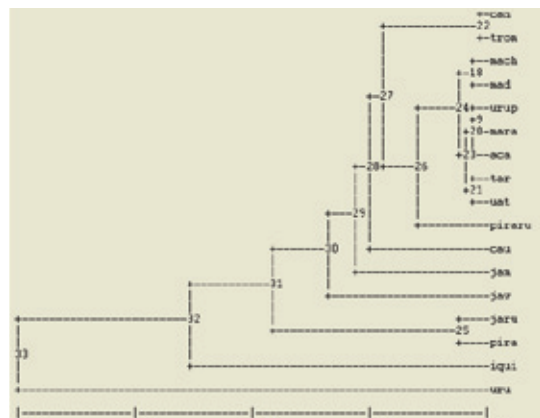 22
trom
mach
18
mad
27
24
urup
9
20
mara
28
26
23
aca
tar
21
uat
29
piraru
30
cau
31
jam
jav
32
jaru
25
33
pira
iqui
uru